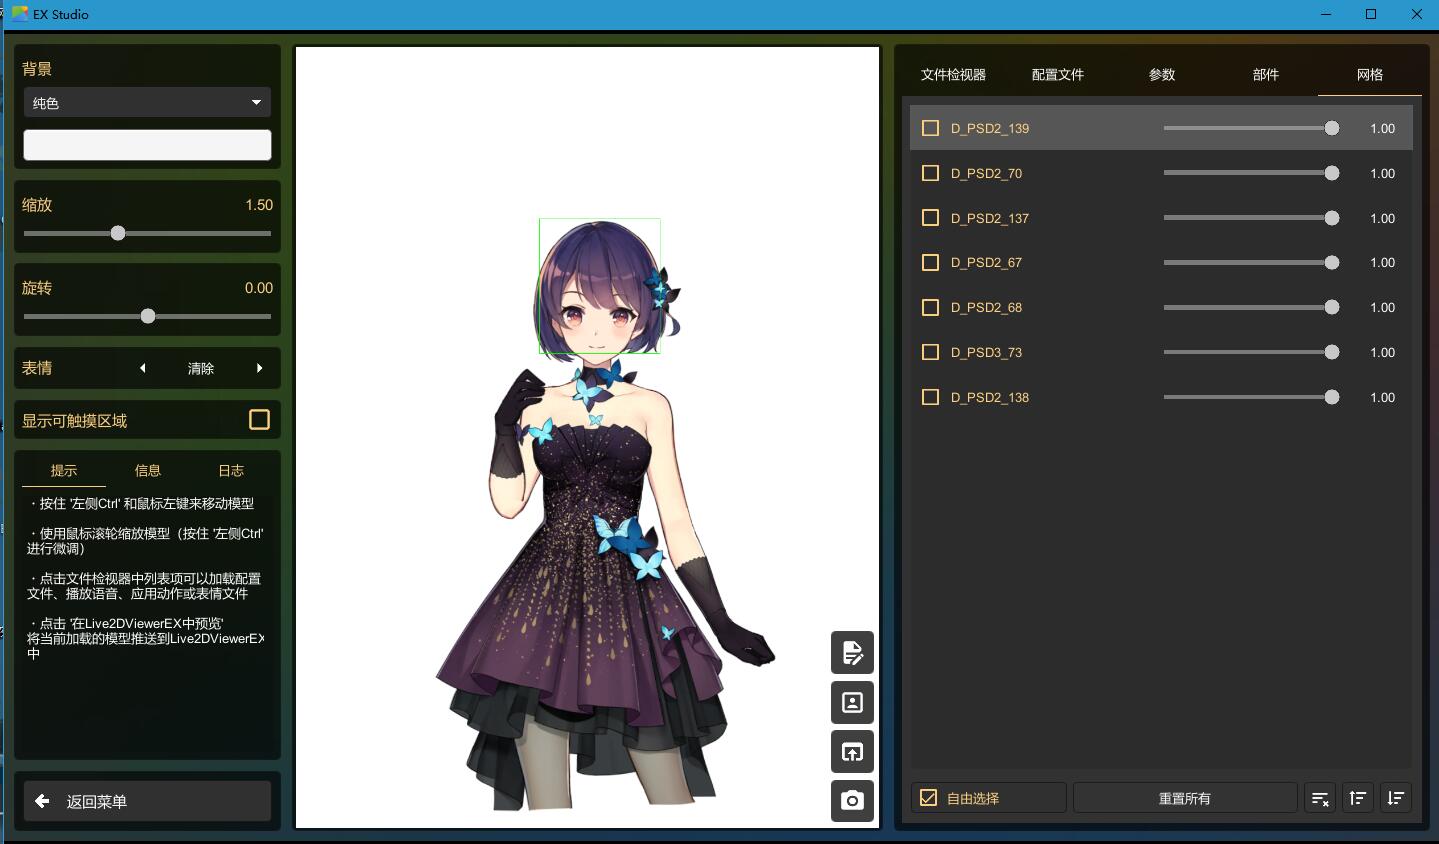 EX Studio
背景
纯色
缩放 1.50
旋转 0.00
表情 清除
显示可触摸区域
提示 信息 日志
· 按住 '左侧Ctrl' 和鼠标左键来移动模型
· 使用鼠标滚轮缩放模型（按住 '左侧Ctrl'
进行微调）
· 点击文件检视器中列表项可以加载配置
文件、播放语音、应用动作或表情文件
· 点击 '在Live2DViewerEX中预览'
将当前加载的模型推送到Live2DViewerEX
中
返回菜单
文件检视器 配置文件 参数 部件 网格
D_PSD2_139 1.00
D_PSD2_70 1.00
D_PSD2_137 1.00
D_PSD2_67 1.00
D_PSD2_68 1.00
D_PSD3_73 1.00
D_PSD2_138 1.00
自由选择 重置所有